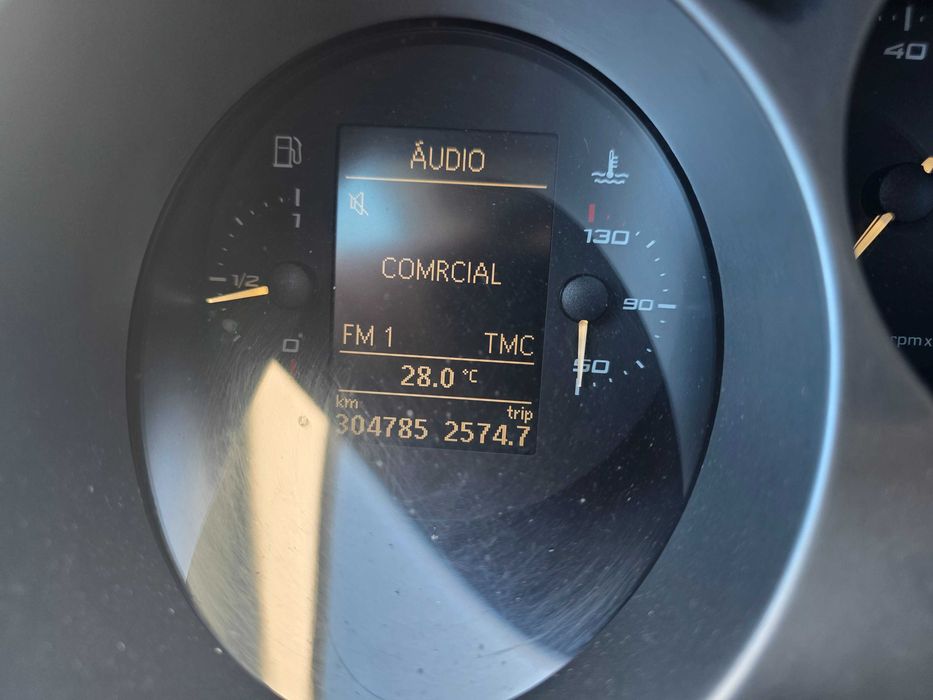 ÁUDIO
COMRCIAL
FM 1 TMC
28.0 °C
km trip
304785 2574.7
1
1/2
0
130
90
50
40
rpm x